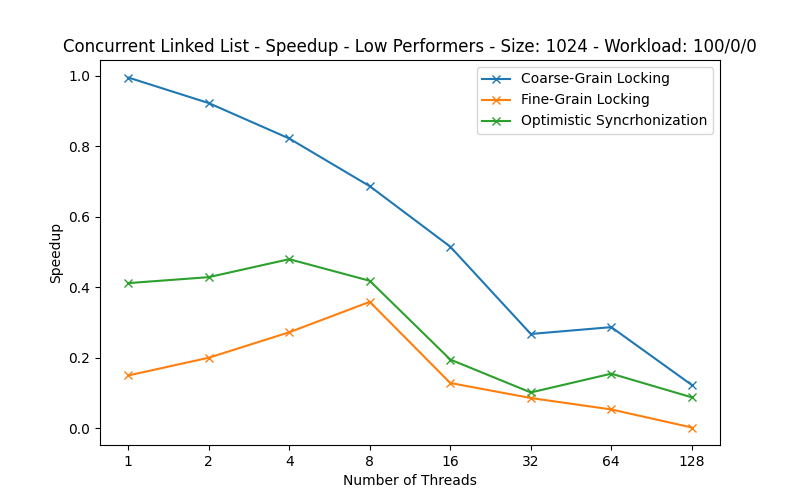 Concurrent Linked List - Speedup - Low Performers - Size: 1024 - Workload: 100/0/0
Coarse-Grain Locking
Fine-Grain Locking
Optimistic Syncrhonization
1.0
0.8
0.6
0.4
0.2
0.0
Speedup
1 2 4 8 16 32 64 128
Number of Threads